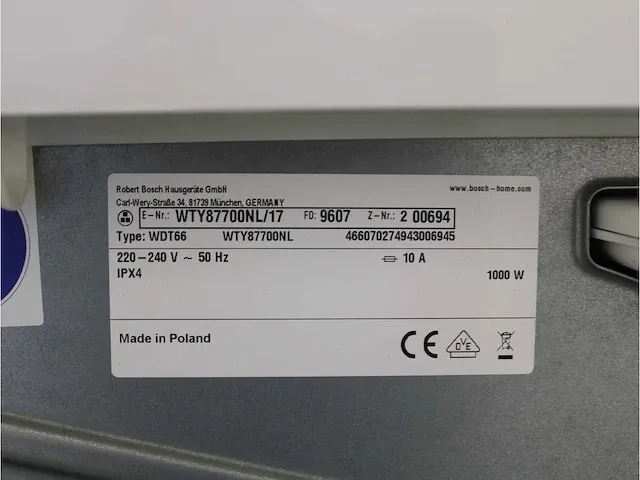 Robert Bosch Hausgeräte GmbH www.bosch-home.com
Carl-Wery-Straße 34, 81739 München, GERMANY
E-Nr.: WTY87700NL/17 FD: 9607 Z-Nr.: 2 00694
Type: WDT66 WTY87700NL 466070274943006945
220-240 V ~ 50 Hz 10 A
IPX4 1000 W
Made in Poland CE DVE